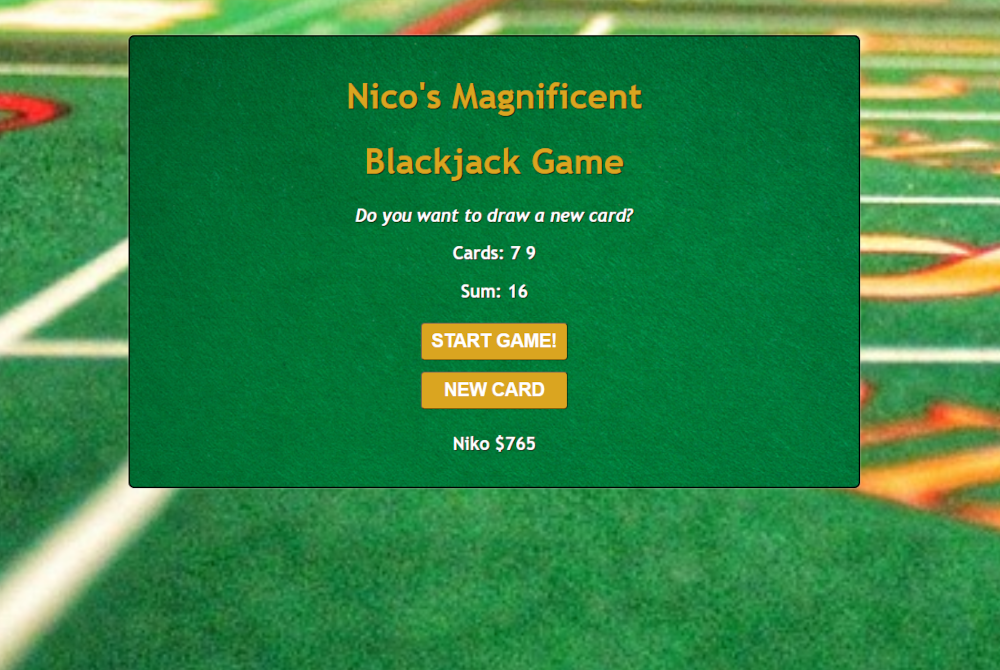 Nico's Magnificent
Blackjack Game
Do you want to draw a new card?
Cards: 7 9
Sum: 16
START GAME!
NEW CARD
Niko $765